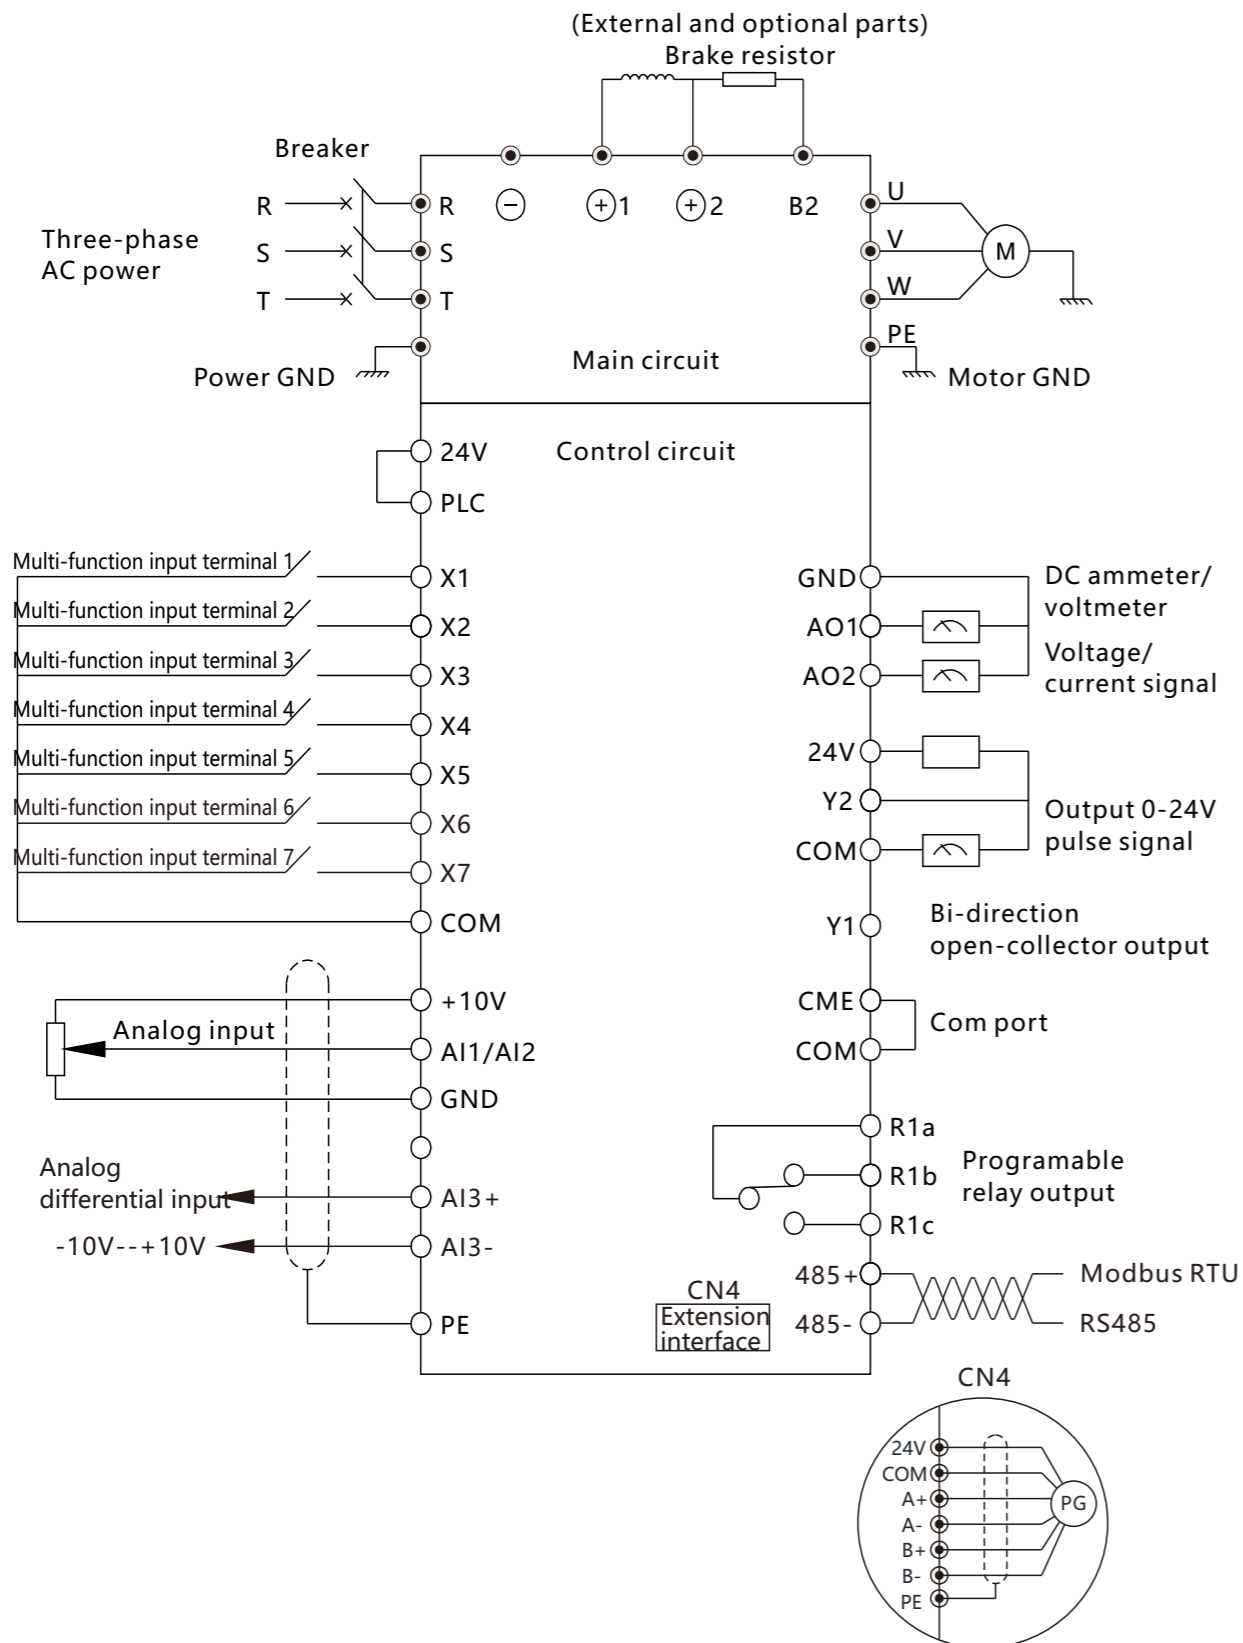 (External and optional parts)
Brake resistor
Breaker
Three-phase
AC power
R
S
T
R
S
T
−
+ 1
+ 2
B2
U
V
W
M
PE
Power GND
Main circuit
Motor GND
24V
PLC
Control circuit
Multi-function input terminal 1
Multi-function input terminal 2
Multi-function input terminal 3
Multi-function input terminal 4
Multi-function input terminal 5
Multi-function input terminal 6
Multi-function input terminal 7
X1
X2
X3
X4
X5
X6
X7
COM
GND
AO1
AO2
DC ammeter/
voltmeter
Voltage/
current signal
24V
Y2
COM
Output 0-24V
pulse signal
Y1
Bi-direction
open-collector output
CME
COM
Com port
+10V
Analog input
AI1/AI2
GND
Analog
differential input
-10V--+10V
AI3+
AI3-
PE
R1a
R1b
R1c
Programable
relay output
CN4
Extension
interface
485+
485-
Modbus RTU
RS485
CN4
24V
COM
A+
A-
B+
B-
PE
PG